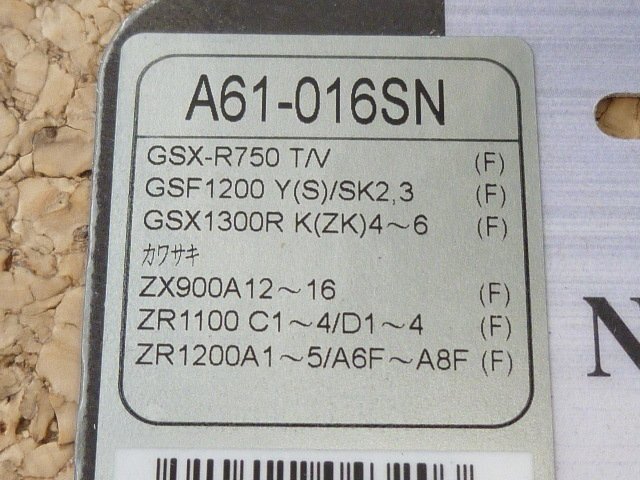 A61-016SN
GSX-R750 T/V (F)
GSF1200 Y(S)/SK2,3 (F)
GSX1300R K(ZK)4～6 (F)
ｶﾜｻｷ
ZX900A12～16 (F)
ZR1100 C1～4/D1～4 (F)
ZR1200A1～5/A6F～A8F (F)
N